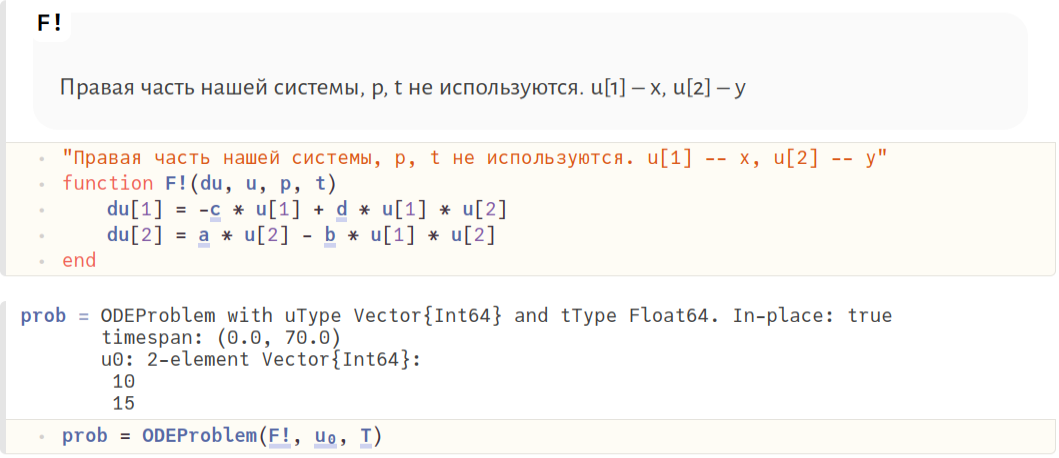 F!
Правая часть нашей системы, p, t не используются. u[1] – x, u[2] – y
"Правая часть нашей системы, p, t не используются. u[1] -- x, u[2] -- y"
function F!(du, u, p, t)
du[1] = -c * u[1] + d * u[1] * u[2]
du[2] = a * u[2] - b * u[1] * u[2]
end
prob = ODEProblem with uType Vector{Int64} and tType Float64. In-place: true
timespan: (0.0, 70.0)
u0: 2-element Vector{Int64}:
10
15
prob = ODEProblem(F!, u₀, T)